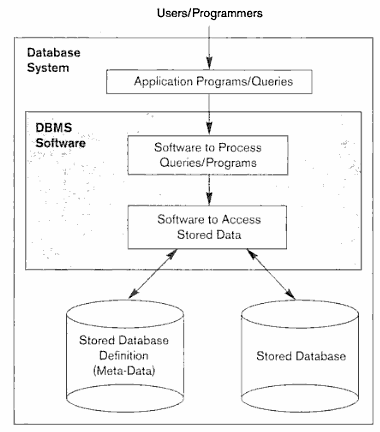 Users/Programmers
Database
System
Application Programs/Queries
DBMS
Software
Software to Process
Queries/Programs
Software to Access
Stored Data
Stored Database
Definition
(Meta-Data)
Stored Database